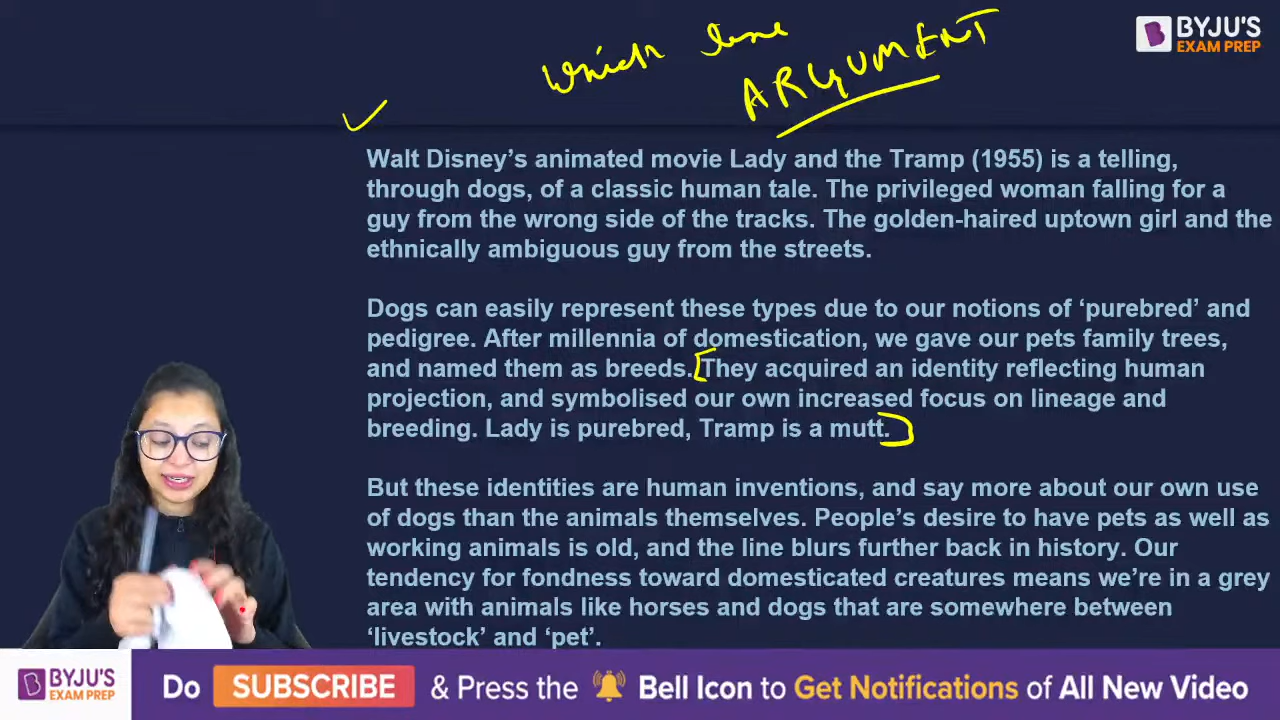 which line
ARGUMENT
BYJU'S
EXAM PREP
Walt Disney's animated movie Lady and the Tramp (1955) is a telling,
through dogs, of a classic human tale. The privileged woman falling for a
guy from the wrong side of the tracks. The golden-haired uptown girl and the
ethnically ambiguous guy from the streets.
Dogs can easily represent these types due to our notions of ‘purebred’ and
pedigree. After millennia of domestication, we gave our pets family trees,
and named them as breeds. They acquired an identity reflecting human
projection, and symbolised our own increased focus on lineage and
breeding. Lady is purebred, Tramp is a mutt.
But these identities are human inventions, and say more about our own use
of dogs than the animals themselves. People's desire to have pets as well as
working animals is old, and the line blurs further back in history. Our
tendency for fondness toward domesticated creatures means we're in a grey
area with animals like horses and dogs that are somewhere between
‘livestock’ and ‘pet’.
BYJU'S
EXAM PREP
Do SUBSCRIBE & Press the Bell Icon to Get Notifications of All New Video